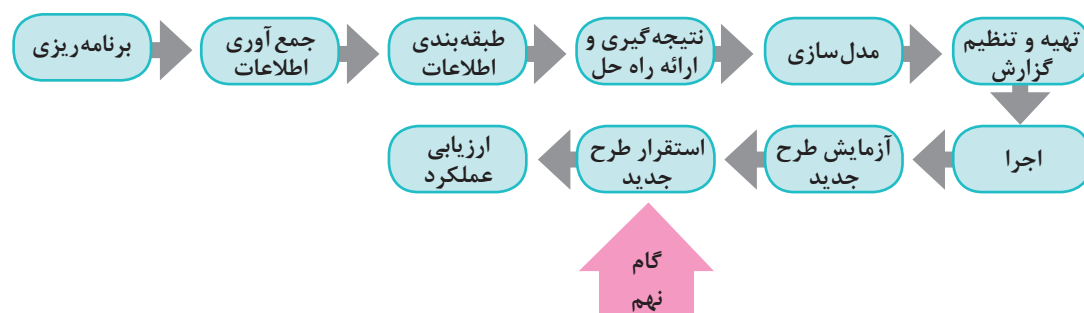 برنامه‌ریزی
جمع‌آوری
اطلاعات
طبقه‌بندی
اطلاعات
نتیجه‌گیری و
ارائه راه حل
مدل‌سازی
تهیه و تنظیم
گزارش
اجرا
آزمایش طرح
جدید
استقرار طرح
جدید
ارزیابی
عملکرد
گام
نهم